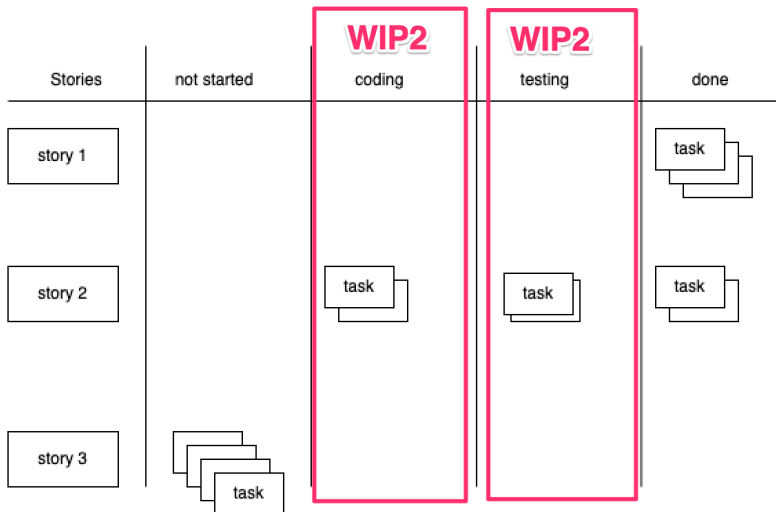 WIP2
WIP2
Stories
not started
coding
testing
done
story 1
task
story 2
task
task
task
story 3
task